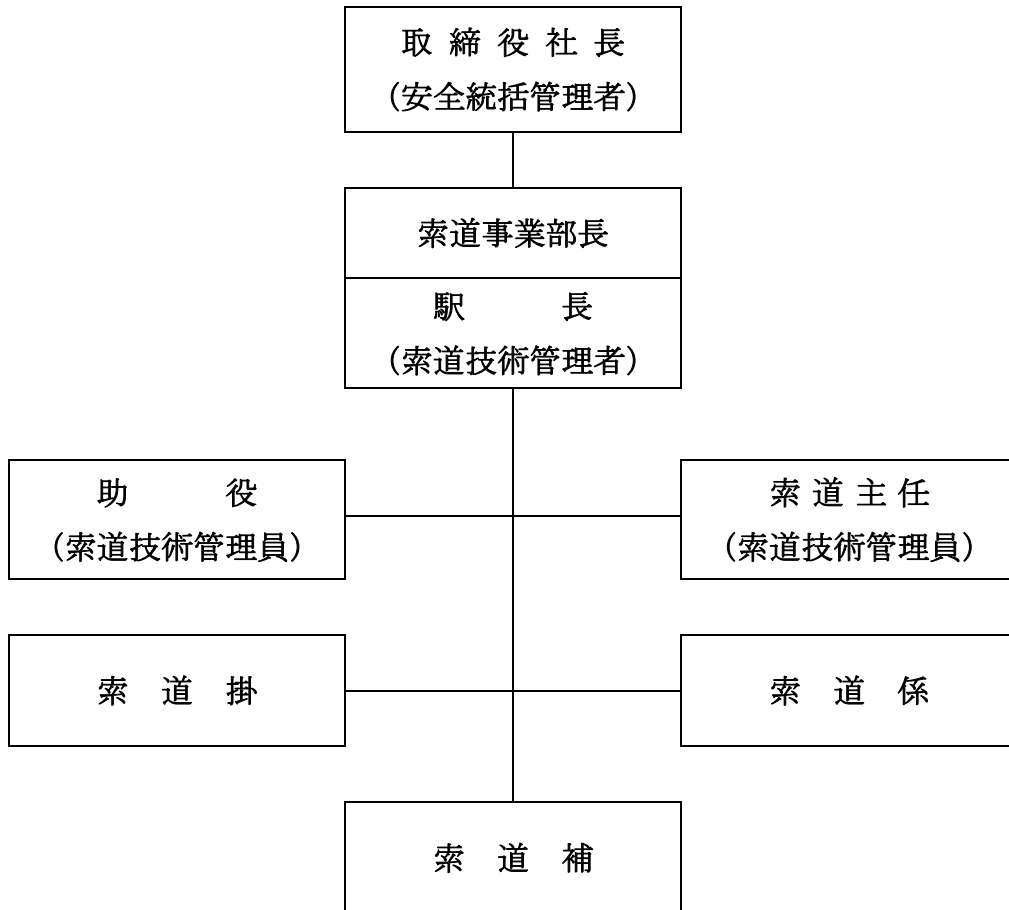 取締役社長
（安全統括管理者）
索道事業部長
駅　　　長
（索道技術管理者）
助　　　役
（索道技術管理員）
索道主任
（索道技術管理員）
索　道　掛
索　道　係
索　道　補